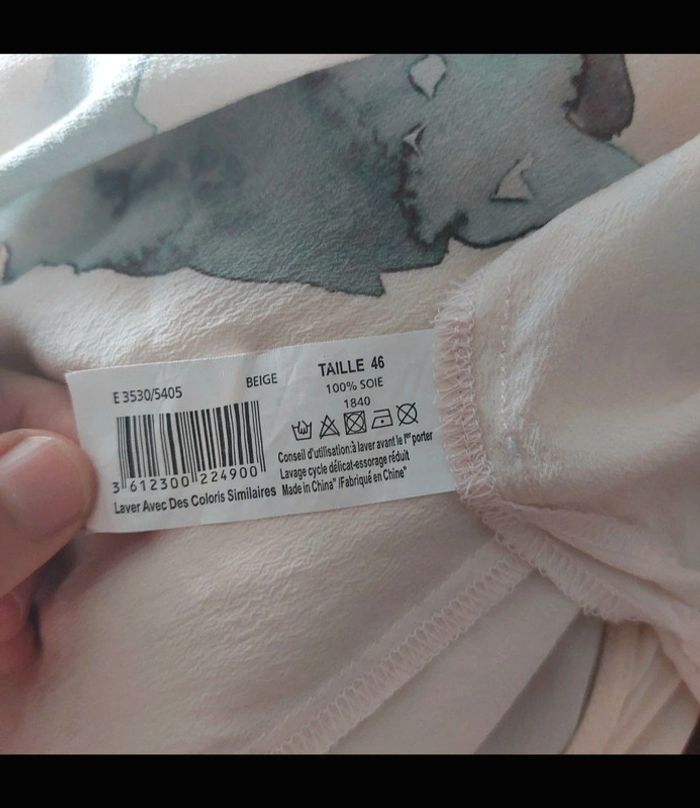 E 3530/5405
BEIGE
3 612300 224900
Laver Avec Des Coloris Similaires
TAILLE 46
100% SOIE
1840
Conseil d'utilisation:à laver avant le 1er porter
Lavage cycle délicat-essorage réduit
Made in China" /Fabriqué en Chine"